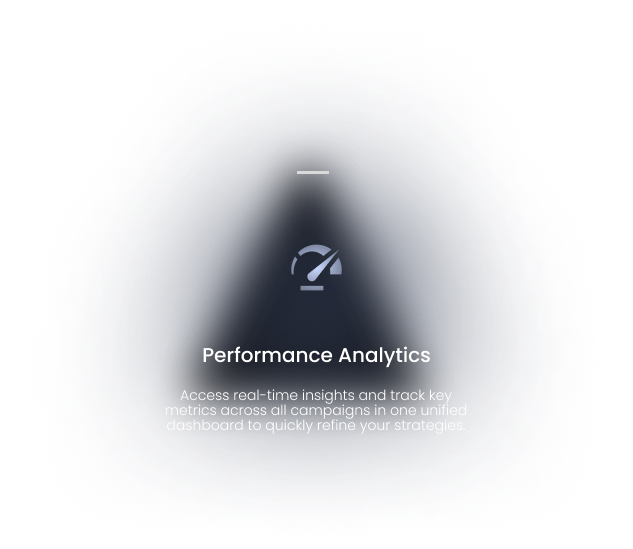 Performance Analytics
Access real-time insights and track key
metrics across all campaigns in one unified
dashboard to quickly refine your strategies.